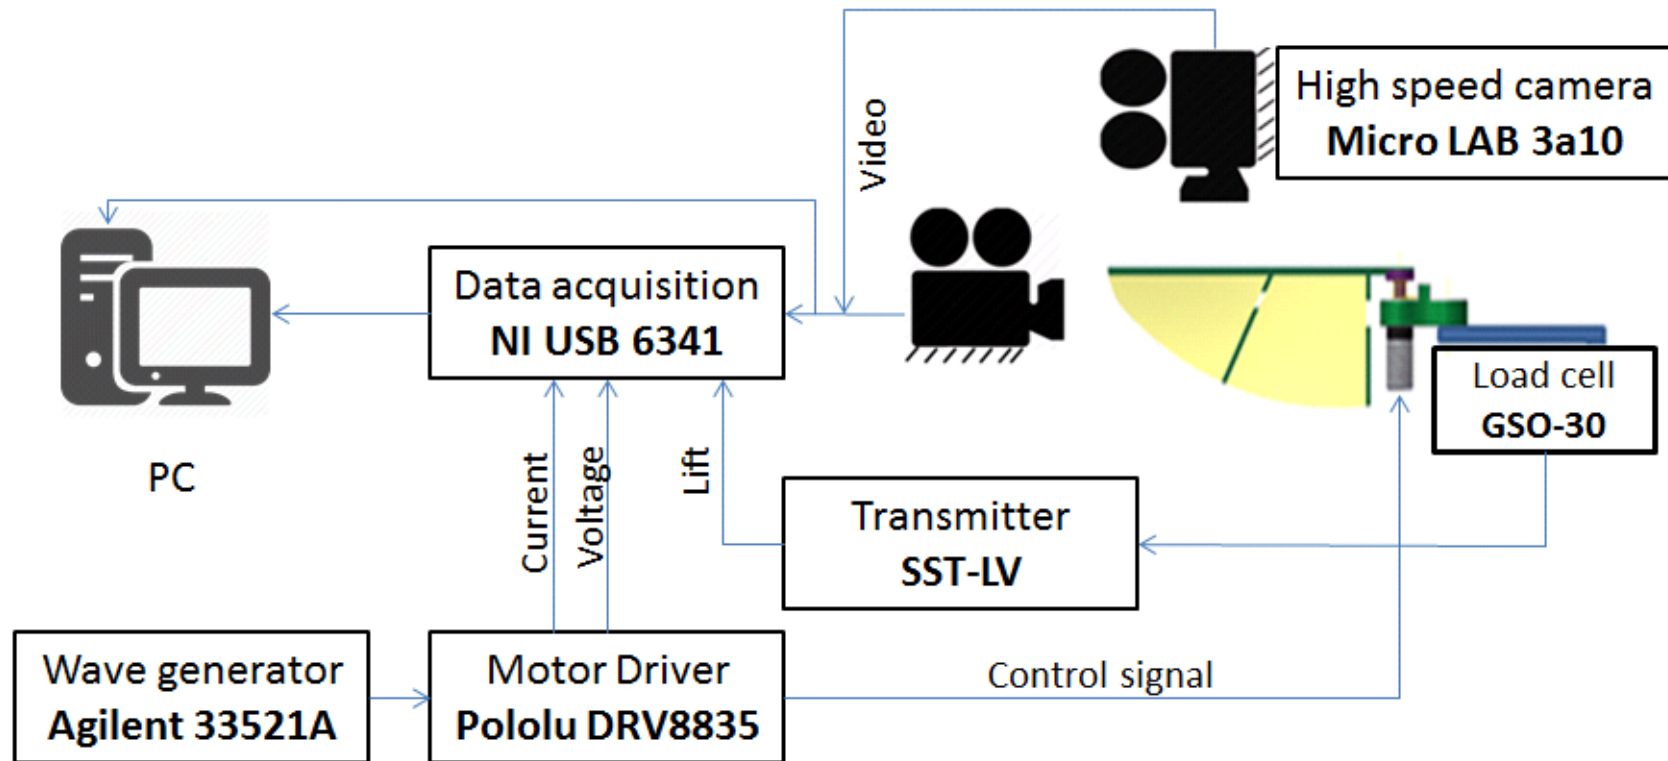 High speed camera
Micro LAB 3a10
Video
Data acquisition
NI USB 6341
Load cell
GSO-30
PC
Current
Voltage
Lift
Transmitter
SST-LV
Wave generator
Agilent 33521A
Motor Driver
Pololu DRV8835
Control signal